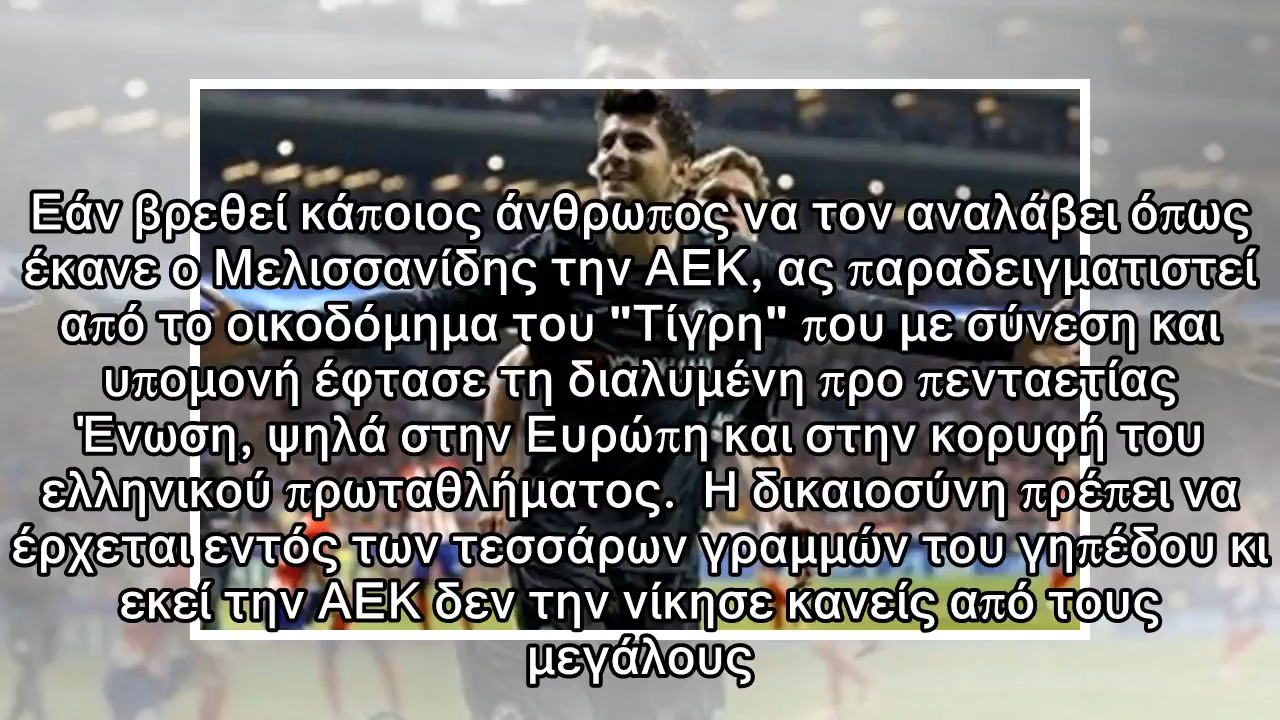 Εάν βρεθεί κάποιος άνθρωπος να τον αναλάβει όπως
έκανε ο Μελισσανίδης την ΑΕΚ, ας παραδειγματιστεί
από το οικοδόμημα του "Τίγρη" που με σύνεση και
υπομονή έφτασε τη διαλυμένη προ πενταετίας
Ένωση, ψηλά στην Ευρώπη και στην κορυφή του
ελληνικού πρωταθλήματος.  Η δικαιοσύνη πρέπει να
έρχεται εντός των τεσσάρων γραμμών του γηπέδου κι
εκεί την ΑΕΚ δεν την νίκησε κανείς από τους
μεγάλους